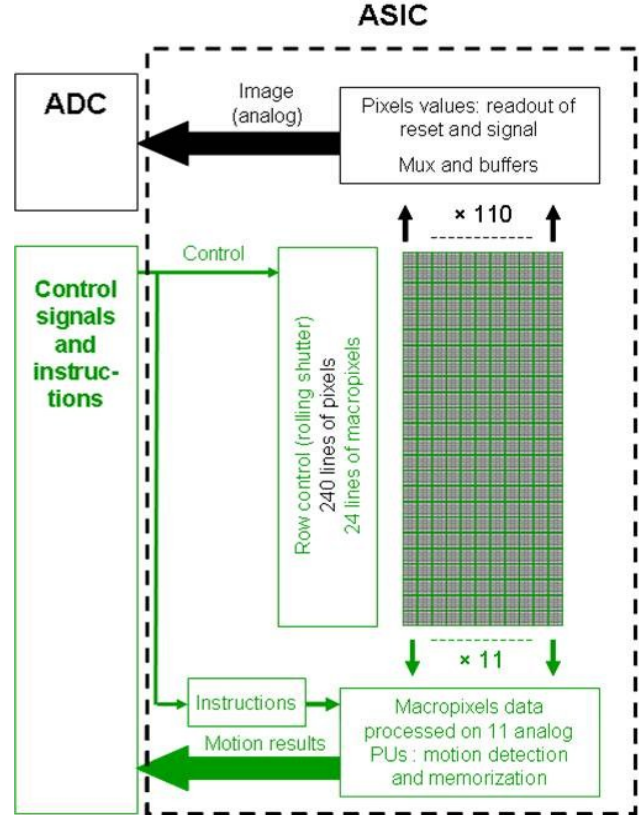 ASIC
ADC
Image
(analog)
Pixels values: readout of
reset and signal
Mux and buffers
× 110
Control
Control
signals
and
instruc-
tions
Row control (rolling shutter)
240 lines of pixels
24 lines of macropixels
× 11
Instructions
Motion results
Macropixels data
processed on 11 analog
PUs : motion detection
and memorization